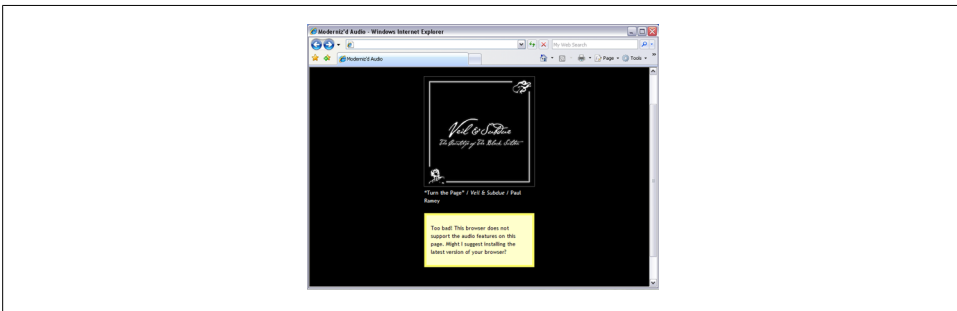 Moderniz'd Audio - Windows Internet Explorer
My Web Search
Moderniz'd Audio
Page
Tools
Veil & Subdue
"Turn the Page" / Veil & Subdue / Paul
Ramey
Too bad! This browser does not
support the audio features on this
page. Might I suggest installing the
latest version of your browser?